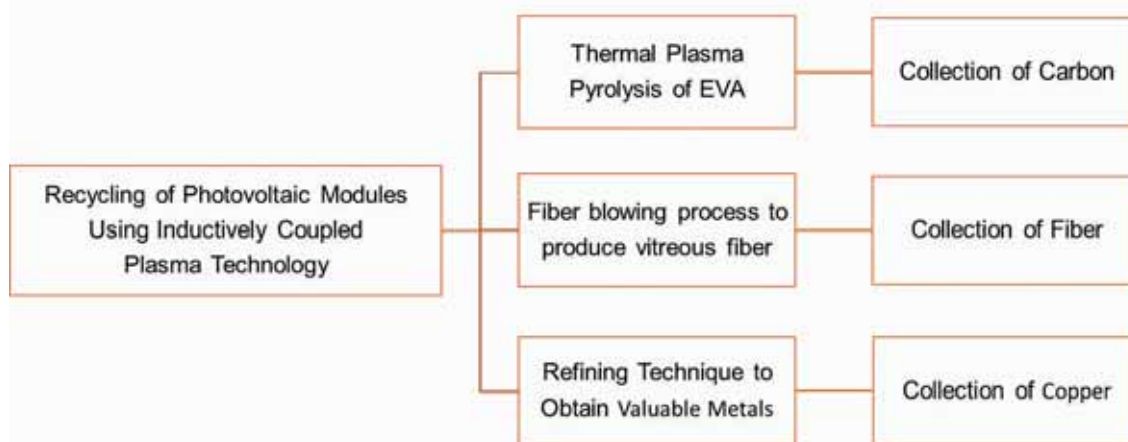 Thermal Plasma
Pyrolysis of EVA
Collection of Carbon
Recycling of Photovoltaic Modules
Using Inductively Coupled
Plasma Technology
Fiber blowing process to
produce vitreous fiber
Collection of Fiber
Refining Technique to
Obtain Valuable Metals
Collection of Copper